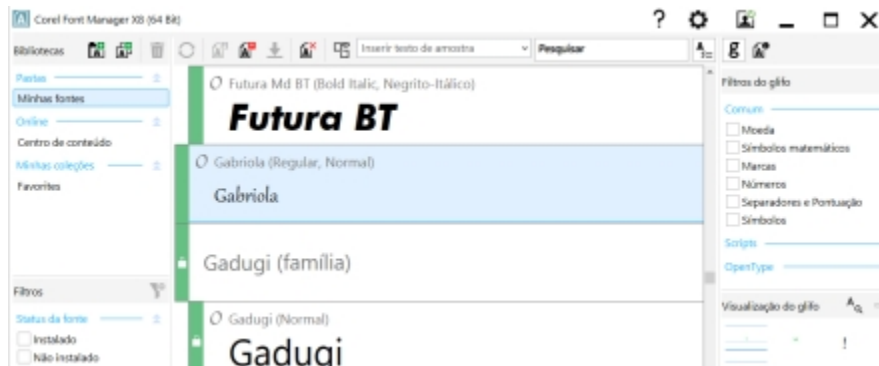 Corel Font Manager X8 (64 Bit)
Bibliotecas
Inserir texto de amostra
Pesquisar
Pastas
Minhas fontes
Online
Centro de conteúdo
Minhas coleções
Favorites
Filtros
Status da fonte
Instalado
Não instalado
O Futura Md BT (Bold Italic, Negrito-Itálico)
Futura BT
O Gabriola (Regular, Normal)
Gabriola
Gadugi (família)
O Gadugi (Normal)
Gadugi
Filtros do glifo
Comum
Moeda
Símbolos matemáticos
Marcas
Números
Separadores e Pontuação
Símbolos
Scripts
OpenType
Visualização do glifo
!